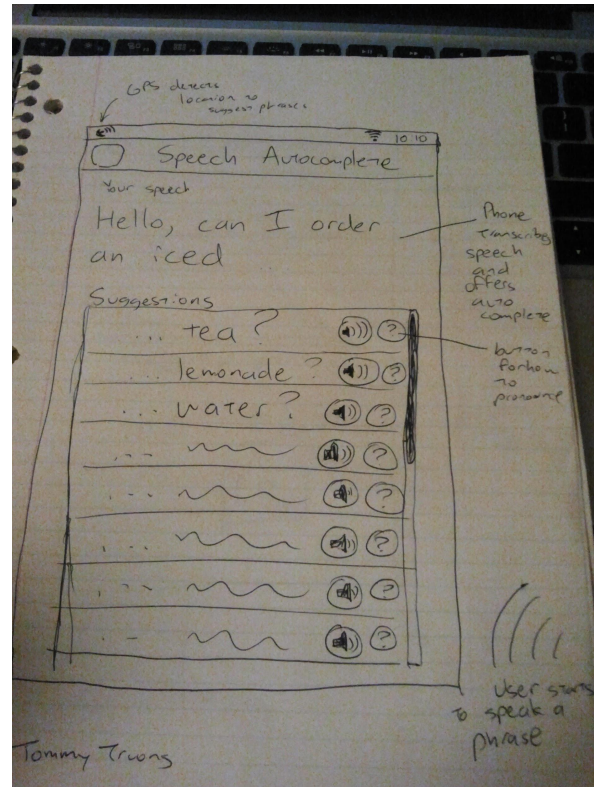 GPS detects
location to
suggest phrases
10:10
Speech Autocomplete
Your speech
Hello, can I order
an iced
Phone
transcribes
speech
and
offers
auto
complete
Suggestions
... tea? ?
... lemonade? ?
... water? ?
button
for how
to
pronounce
... ?
... ?
... ?
... ?
... ?
User starts
to speak a
phrase
Tommy Truong